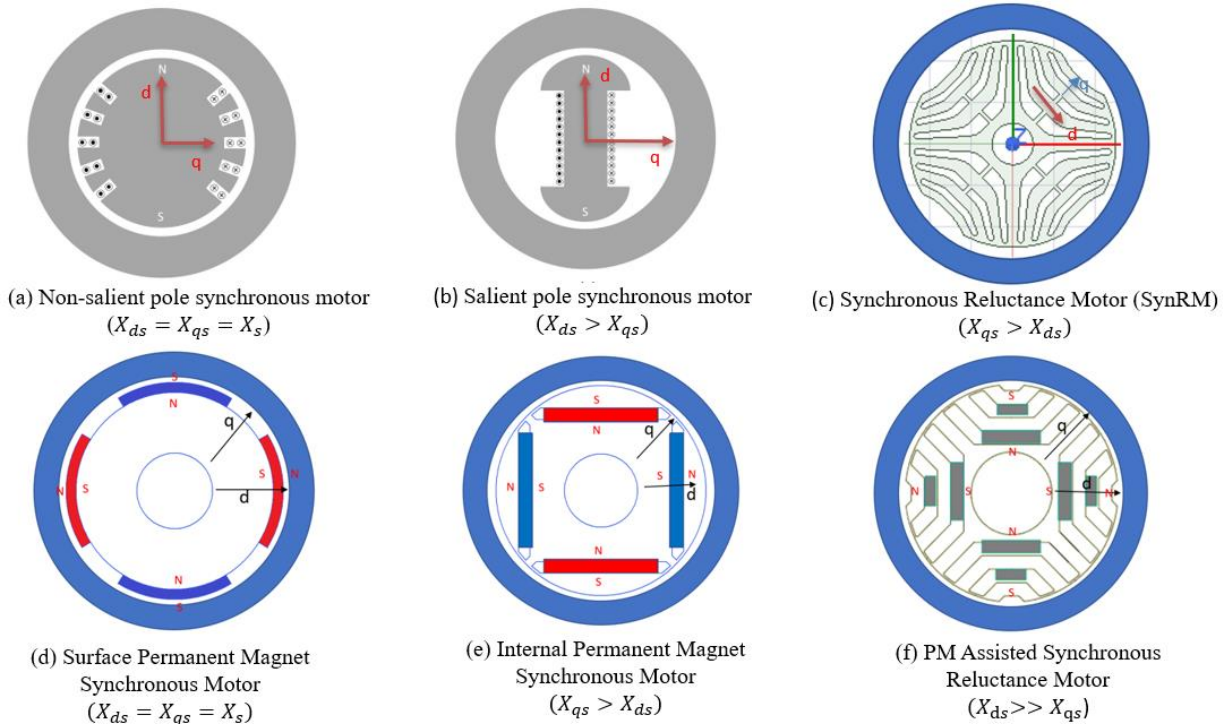 N
d
q
S
(a) Non-salient pole synchronous motor
(X_ds = X_qs = X_s)
N
d
q
S
(b) Salient pole synchronous motor
(X_ds > X_qs)
q
Z
d
(c) Synchronous Reluctance Motor (SynRM)
(X_qs > X_ds)
S
N
q
N S S N
d
N
S
(d) Surface Permanent Magnet
Synchronous Motor
(X_ds = X_qs = X_s)
S
N
q
N S S N
d
N
S
(e) Internal Permanent Magnet
Synchronous Motor
(X_qs > X_ds)
S
N
q
N S S N
d
N
S
(f) PM Assisted Synchronous
Reluctance Motor
(X_ds>> X_qs)